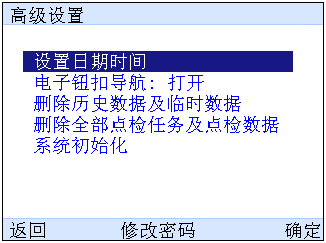 高级设置
设置日期时间
电子钮扣导航: 打开
删除历史数据及临时数据
删除全部点检任务及点检数据
系统初始化
返回 修改密码 确定